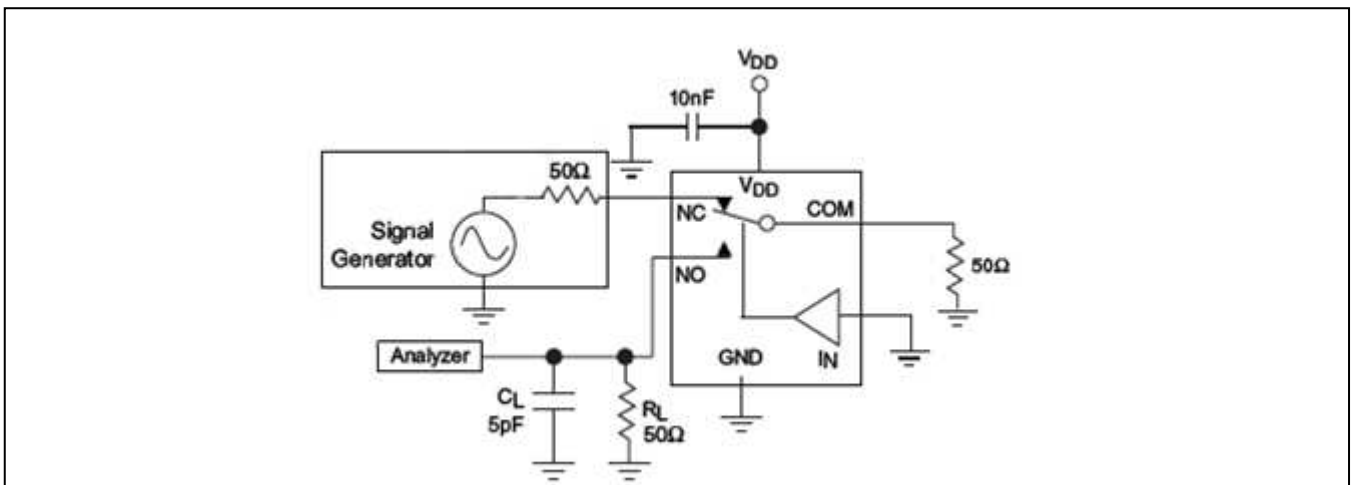 VDD
10nF
50Ω
VDD
NC
COM
Signal
Generator
50Ω
NO
Analyzer
GND
IN
CL
5pF
RL
50Ω